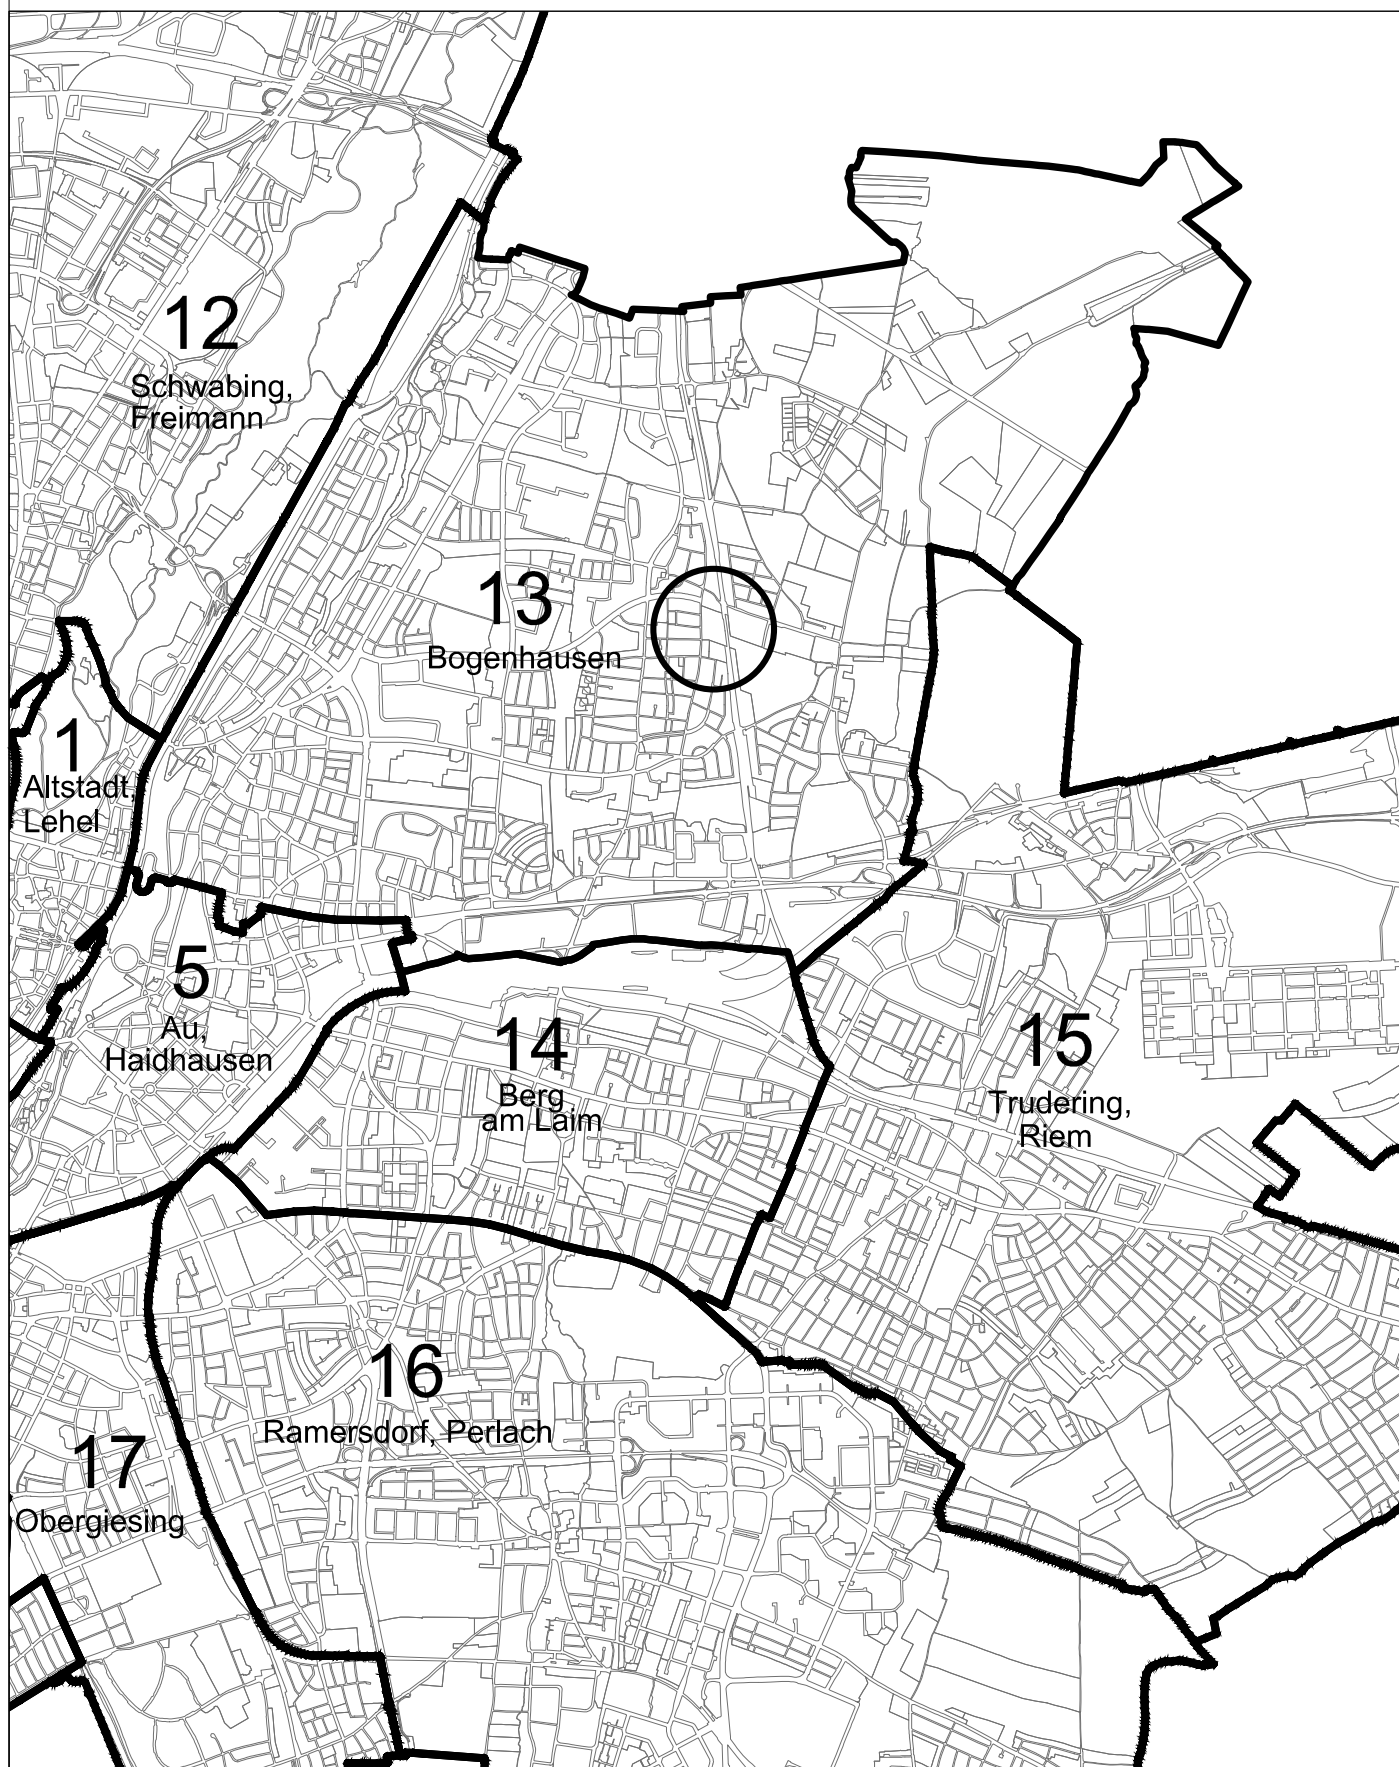 12
Schwabing,
Freimann
13
Bogenhausen
1
Altstadt,
Lehel
5
Au,
Haidhausen
14
Berg
am Laim
15
Trudering,
Riem
16
Ramersdorf, Perlach
17
Obergiesing